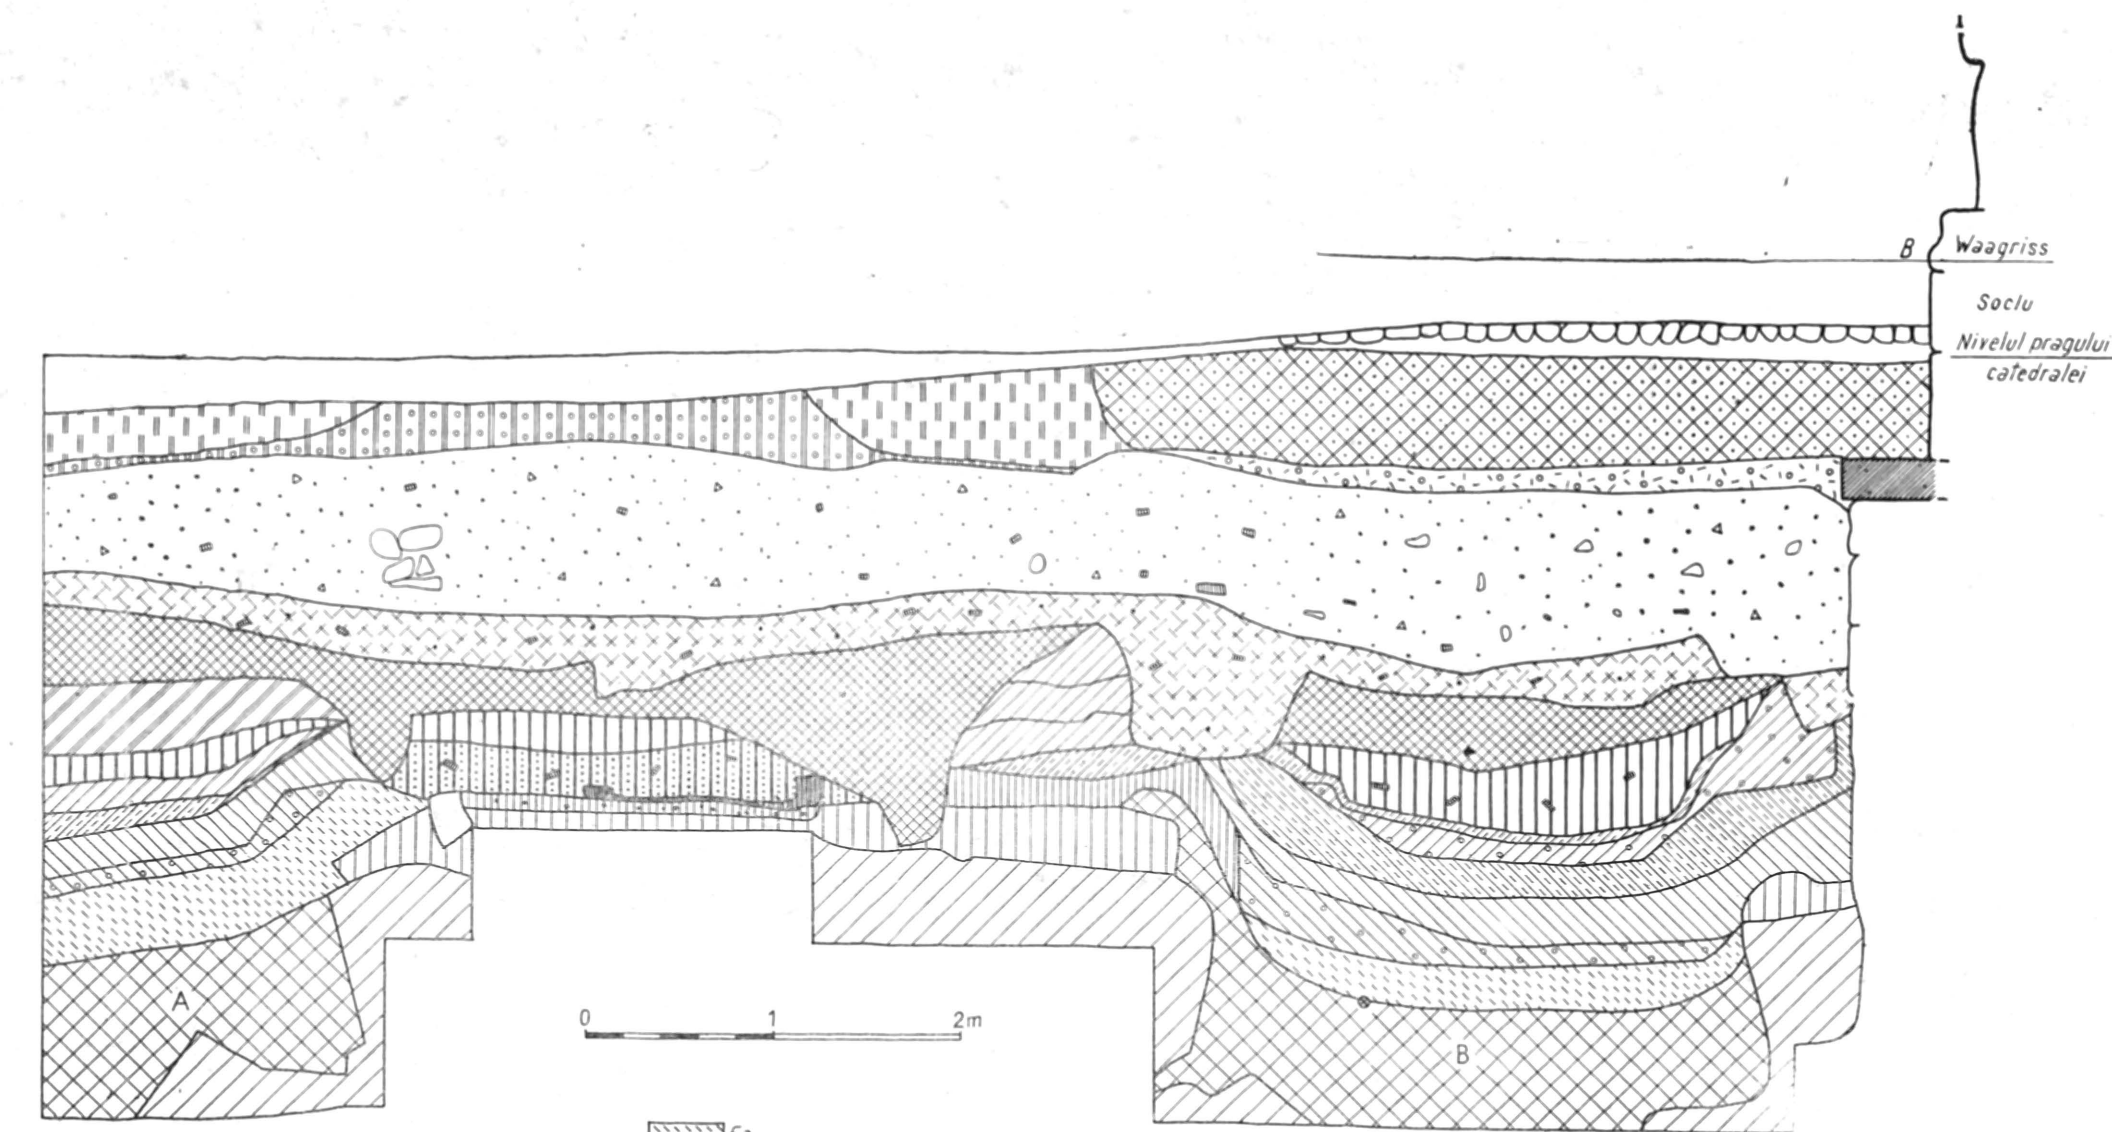 B Waagriss
Soclu
Nivelul pragului
catedralei
A
0 1 2m
B